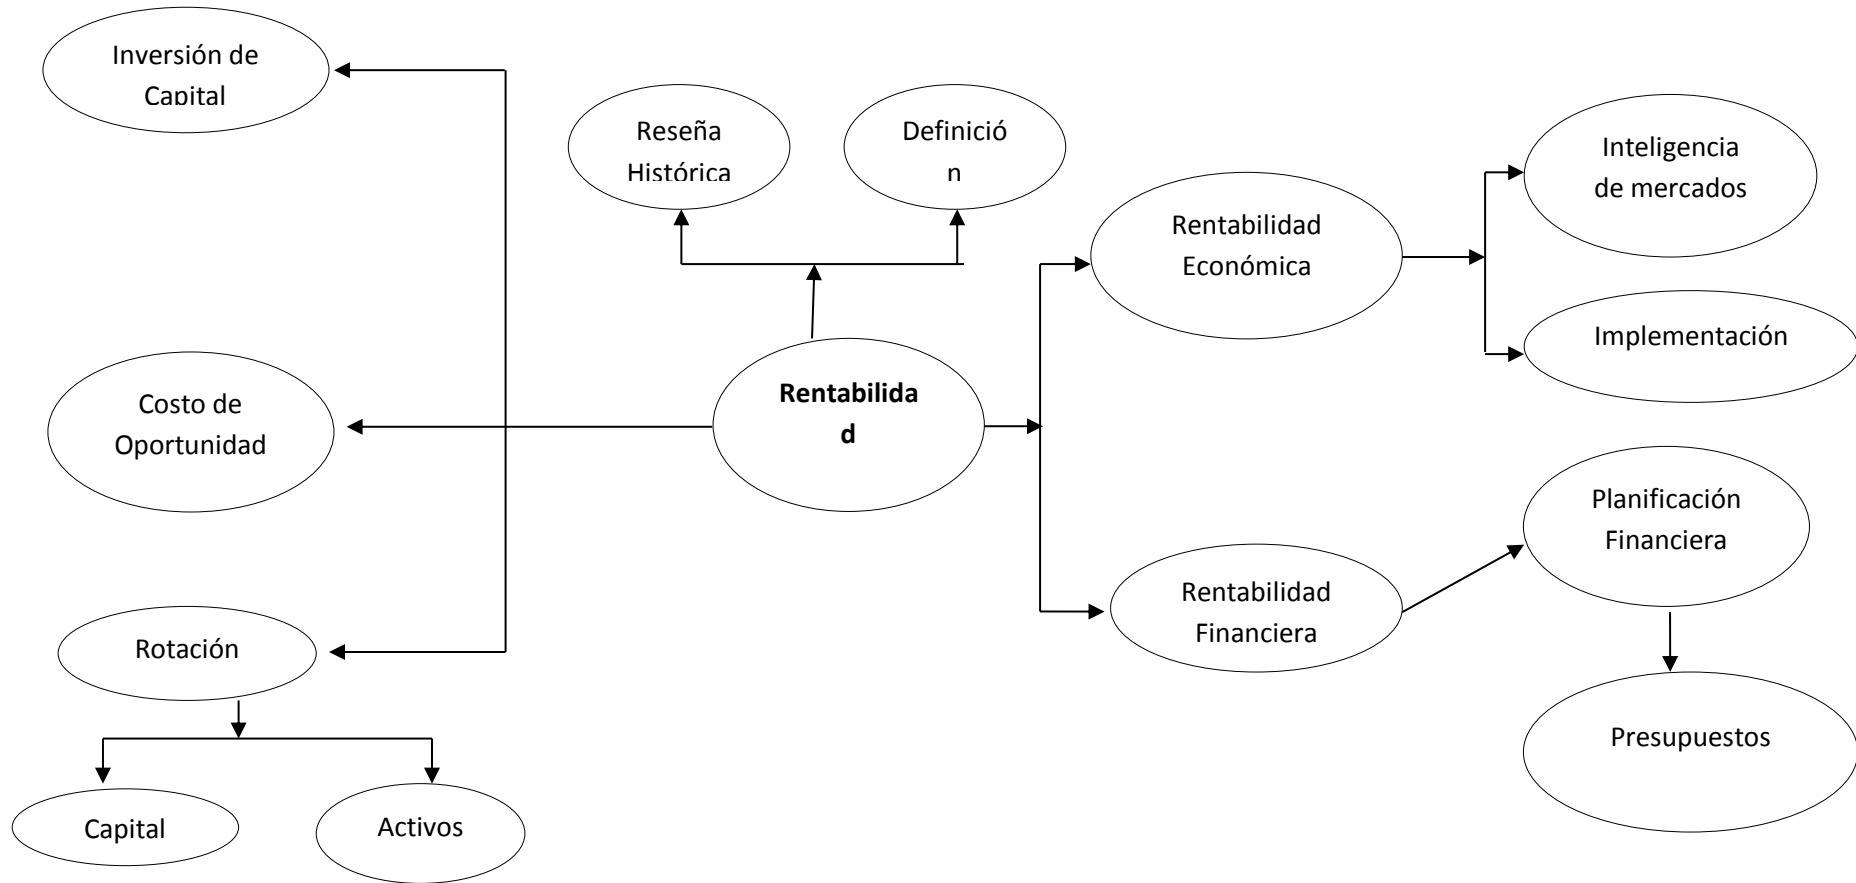 Inversión de
Capital
Reseña
Histórica
Definició
n
Inteligencia
de mercados
Rentabilidad
Económica
Implementación
Costo de
Oportunidad
Rentabilida
d
Planificación
Financiera
Rentabilidad
Financiera
Rotación
Presupuestos
Capital
Activos